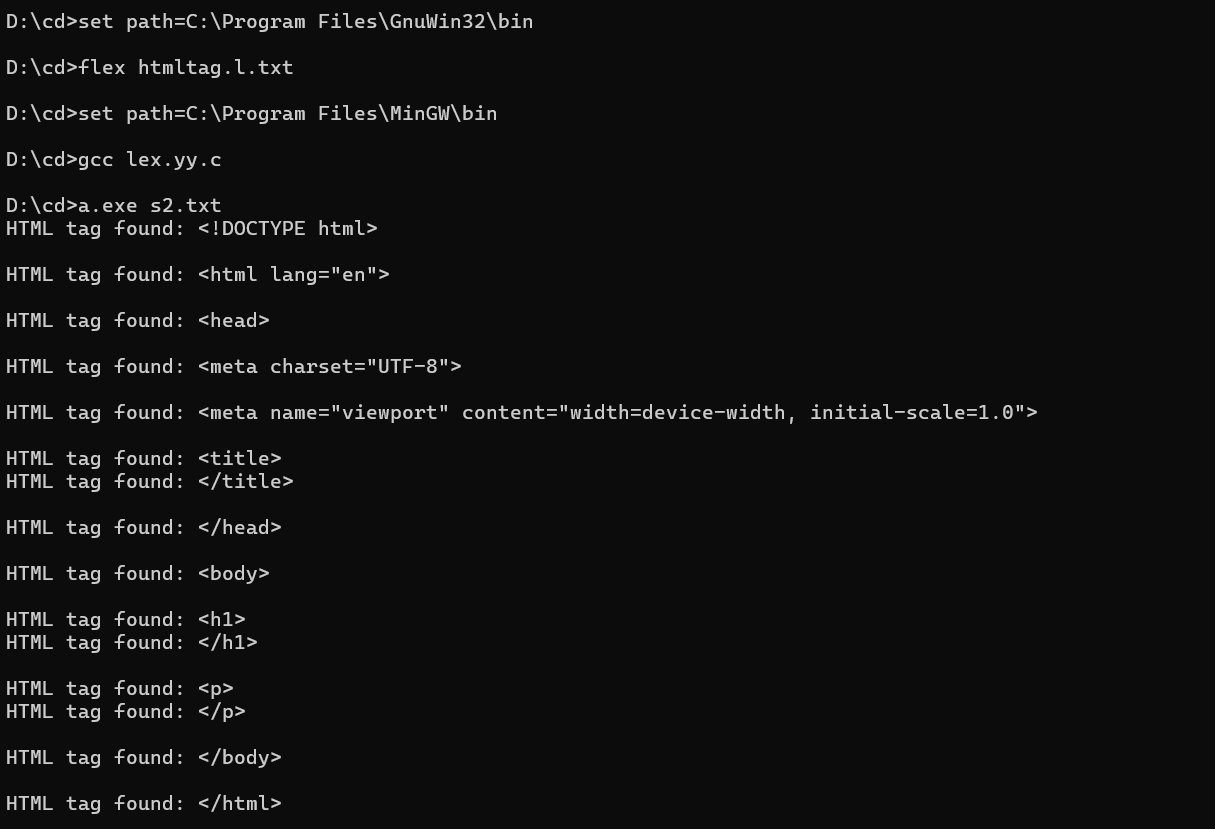 D:\cd>set path=C:\Program Files\GnuWin32\bin
D:\cd>flex htmltag.l.txt
D:\cd>set path=C:\Program Files\MinGW\bin
D:\cd>gcc lex.yy.c
D:\cd>a.exe s2.txt
HTML tag found: <!DOCTYPE html>
HTML tag found: <html lang="en">
HTML tag found: <head>
HTML tag found: <meta charset="UTF-8">
HTML tag found: <meta name="viewport" content="width=device-width, initial-scale=1.0">
HTML tag found: <title>
HTML tag found: </title>
HTML tag found: </head>
HTML tag found: <body>
HTML tag found: <h1>
HTML tag found: </h1>
HTML tag found: <p>
HTML tag found: </p>
HTML tag found: </body>
HTML tag found: </html>